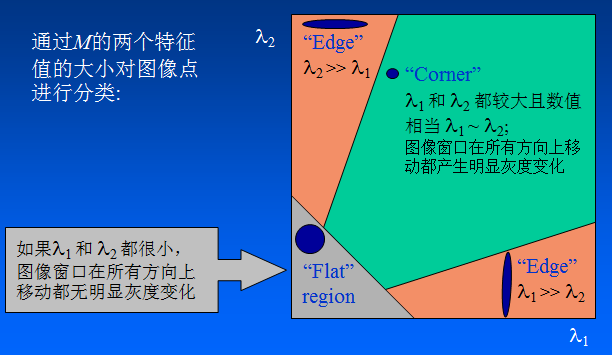 通过M的两个特征
值的大小对图像点
进行分类:
λ2
“Edge”
λ2 >> λ1
“Corner”
λ1 和 λ2 都较大且数值
相当 λ1 ~ λ2;
图像窗口在所有方向上移
动都产生明显灰度变化
如果λ1 和 λ2 都很小，
图像窗口在所有方向上
移动都无明显灰度变化
“Flat”
region
“Edge”
λ1 >> λ2
λ1